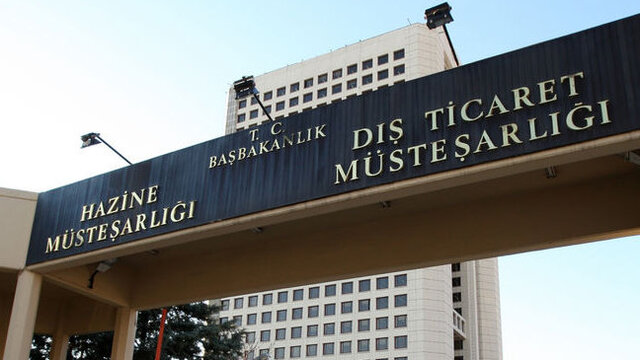 HAZİNE
MÜSTEŞARLIĞI
T. C.
BAŞBAKANLIK
DIŞ TİCARET
MÜSTEŞARLIĞI